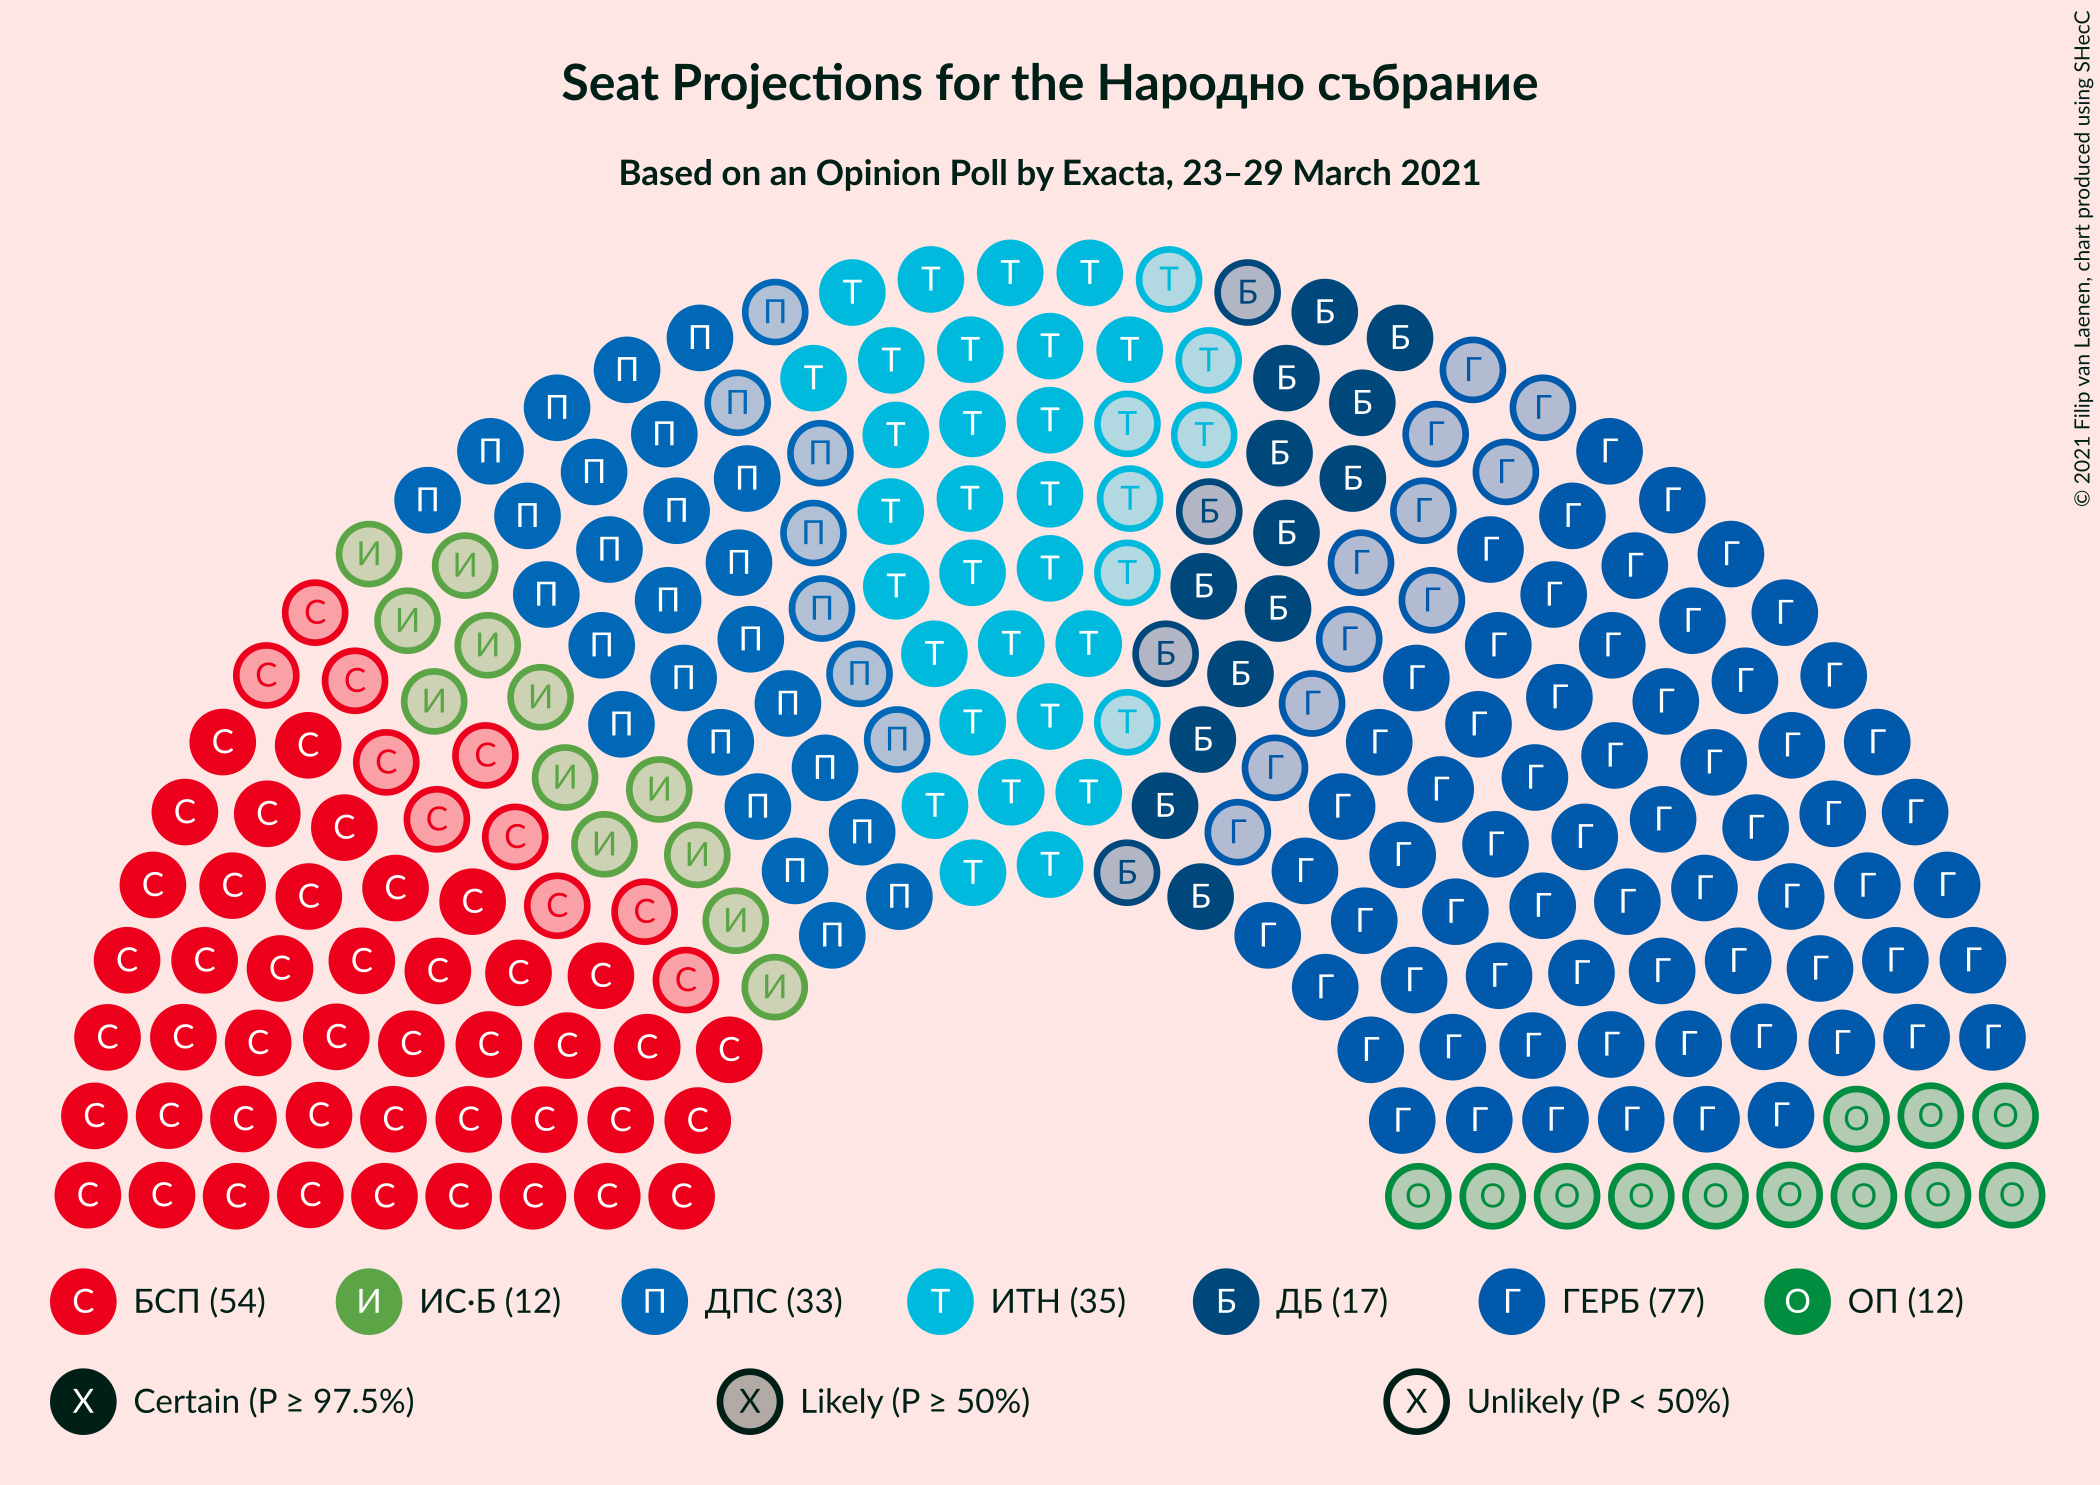 Seat Projections for the Народно събрание
Based on an Opinion Poll by Exacta, 23–29 March 2021
© 2021 Filip van Laenen, chart produced using SHecC
С БСП (54) И ИС·Б (12) П ДПС (33) Т ИТН (35) Б ДБ (17) Г ГЕРБ (77) О ОП (12)
X Certain (P ≥ 97.5%) X Likely (P ≥ 50%) X Unlikely (P < 50%)